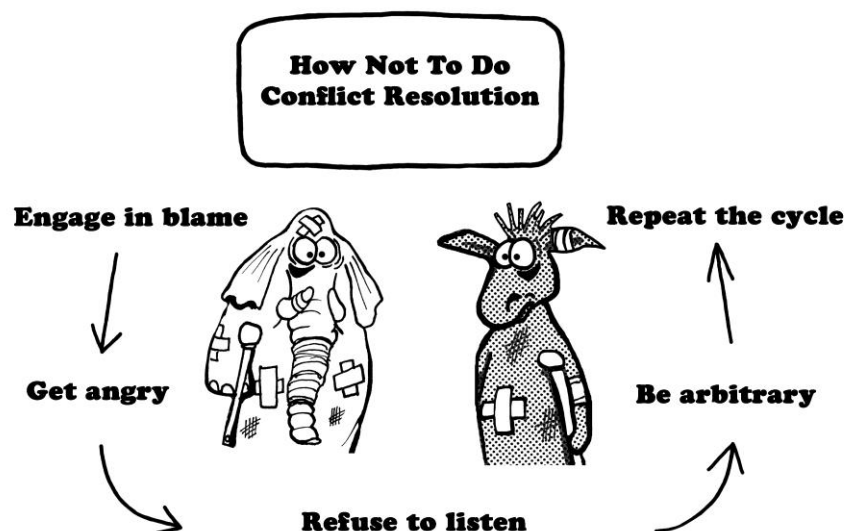 How Not To Do
Conflict Resolution
Engage in blame
Get angry
Refuse to listen
Be arbitrary
Repeat the cycle